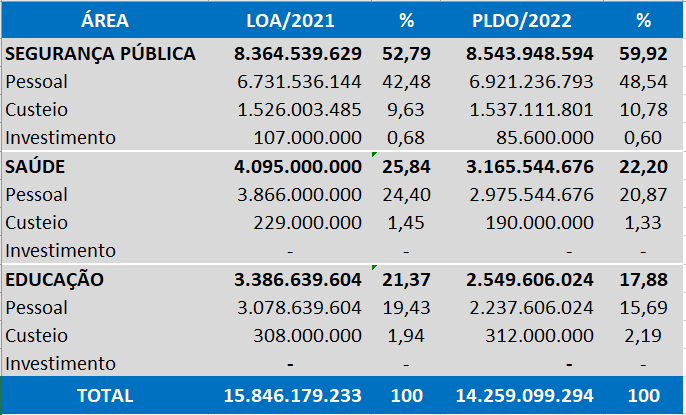 ÁREA LOA/2021 % PLDO/2022 %
SEGURANÇA PÚBLICA 8.364.539.629 52,79 8.543.948.594 59,92
Pessoal 6.731.536.144 42,48 6.921.236.793 48,54
Custeio 1.526.003.485 9,63 1.537.111.801 10,78
Investimento 107.000.000 0,68 85.600.000 0,60
SAÚDE 4.095.000.000 25,84 3.165.544.676 22,20
Pessoal 3.866.000.000 24,40 2.975.544.676 20,87
Custeio 229.000.000 1,45 190.000.000 1,33
Investimento - - - -
EDUCAÇÃO 3.386.639.604 21,37 2.549.606.024 17,88
Pessoal 3.078.639.604 19,43 2.237.606.024 15,69
Custeio 308.000.000 1,94 312.000.000 2,19
Investimento - - - -
TOTAL 15.846.179.233 100 14.259.099.294 100